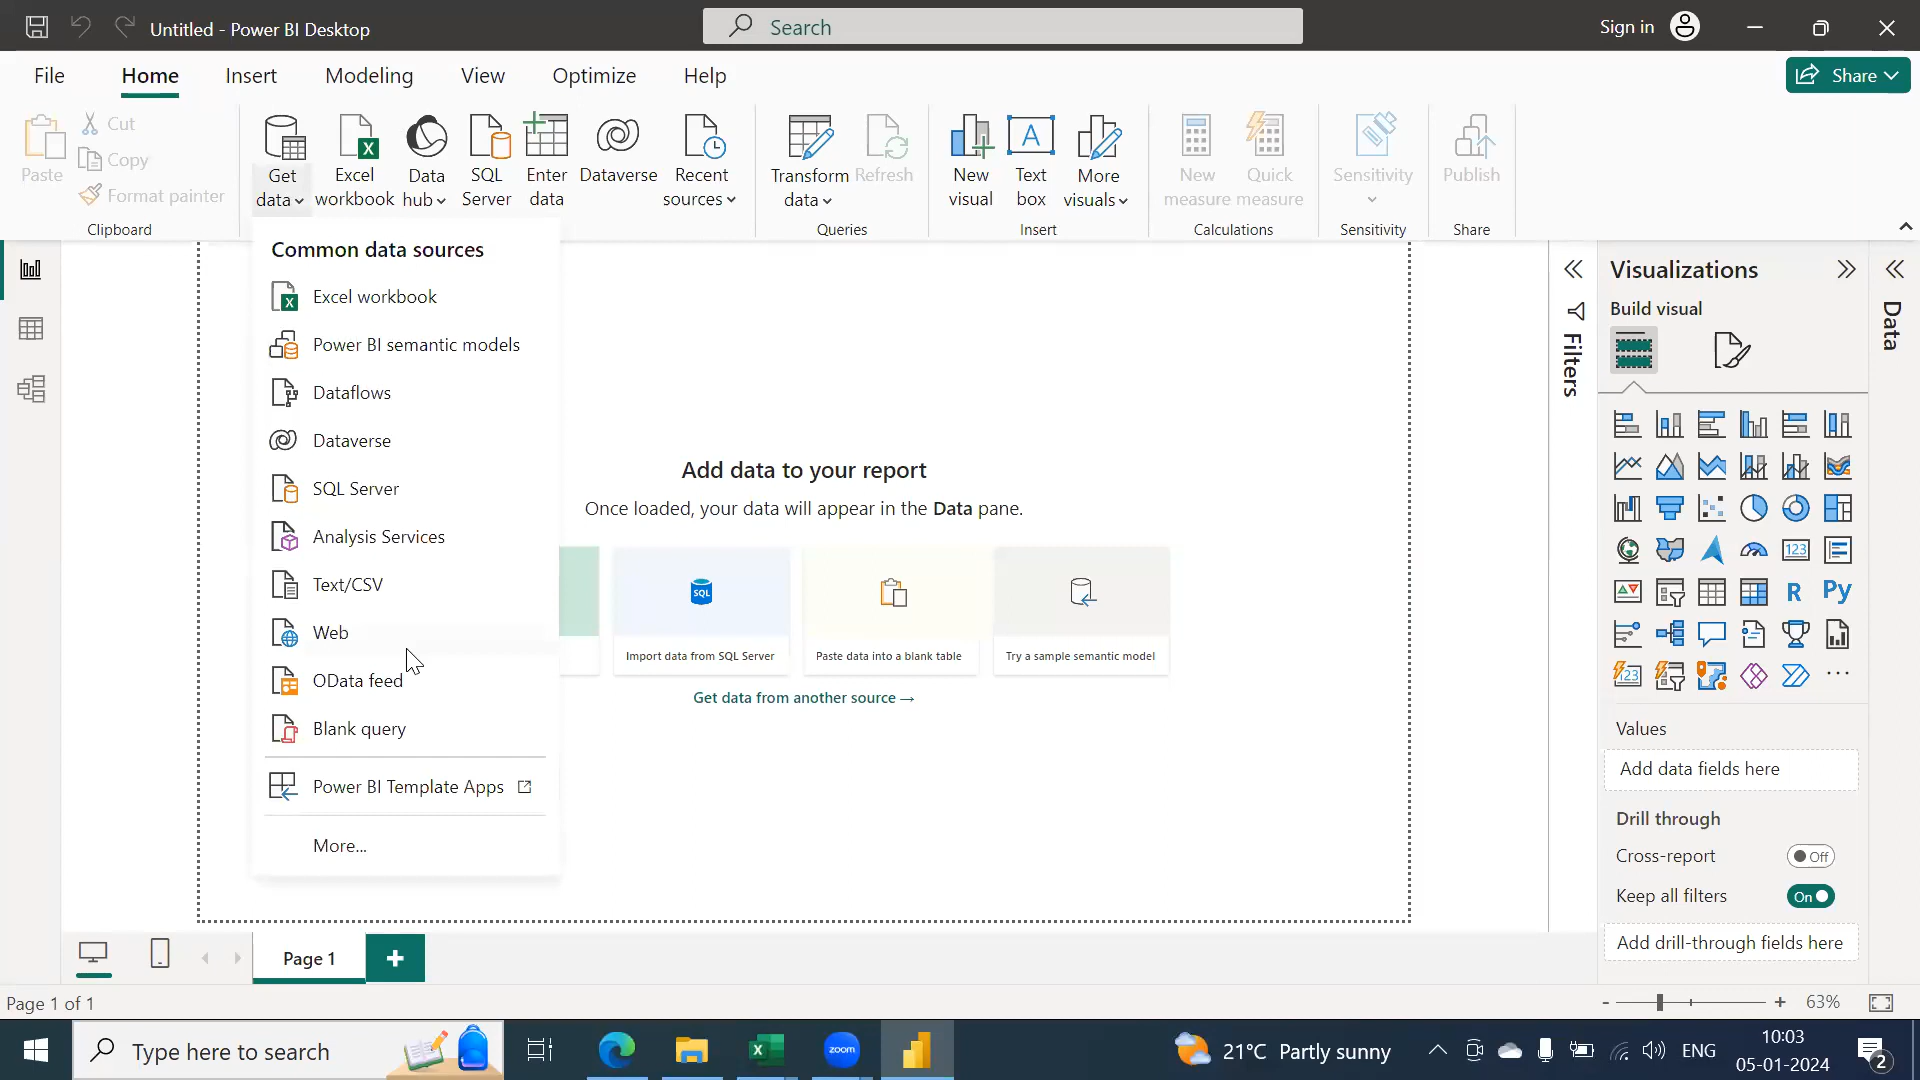 Untitled - Power BI Desktop
Search
Sign in
File
Home
Insert
Modeling
View
Optimize
Help
Share
Paste
Cut
Copy
Format painter
Clipboard
Get
data
Excel
workbook
Data
hub
SQL
Server
Enter
data
Dataverse
Recent
sources
Transform
data
Refresh
Queries
New
visual
Text
box
More
visuals
Insert
New
measure
Quick
measure
Calculations
Sensitivity
Sensitivity
Publish
Share
Common data sources
Excel workbook
Power BI semantic models
Dataflows
Dataverse
SQL Server
Analysis Services
Text/CSV
Web
OData feed
Blank query
Power BI Template Apps
More...
Add data to your report
Once loaded, your data will appear in the Data pane.
SQL
Import data from SQL Server
Paste data into a blank table
Try a sample semantic model
Get data from another source →
Filters
Visualizations
Build visual
123
R
Py
123
Values
Add data fields here
Drill through
Cross-report
Off
Keep all filters
On
Add drill-through fields here
Data
Page 1
Page 1 of 1
- + 63%
Type here to search
zoom
21°C Partly sunny
ENG
10:03
05-01-2024
2